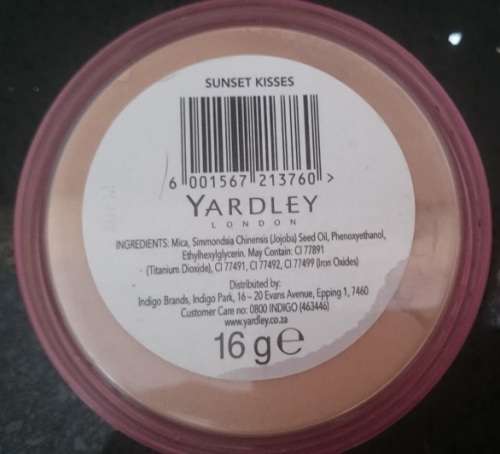 SUNSET KISSES
6 001567 213760 >
YARDLEY
LONDON
INGREDIENTS: Mica, Simmondsia Chinensis (Jojoba) Seed Oil, Phenoxyethanol,
Ethylhexylglycerin. May Contain: CI 77891
(Titanium Dioxide), CI 77491, CI 77492, CI 77499 (Iron Oxides)
Distributed by:
Indigo Brands, Indigo Park, 16 – 20 Evans Avenue, Epping 1, 7460
Customer Care no: 0800 INDIGO (463446)
www.yardley.co.za
16 g e